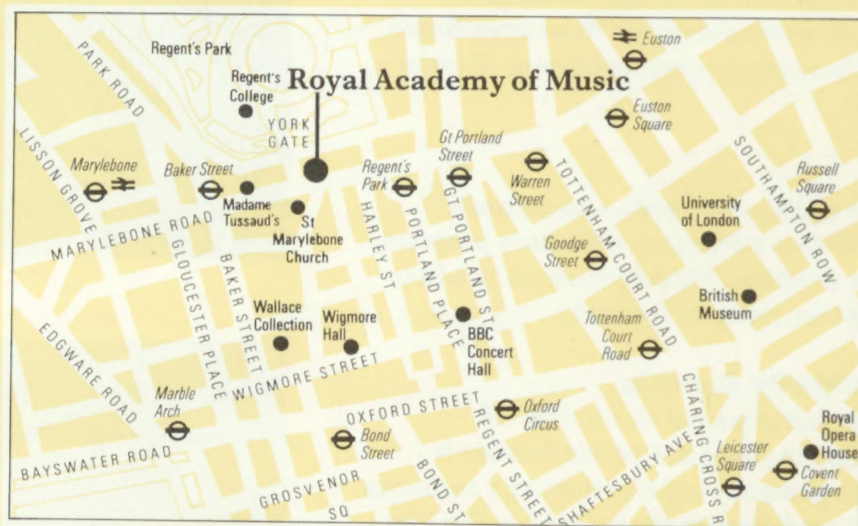 Regent's Park
Euston
PARK ROAD
Regent's
College
Royal Academy of Music
YORK
GATE
Euston
Square
LISSON GROVE
Marylebone
Baker Street
Madame
Tussaud's
St
Marylebone
Church
Regent's
Park
Gt Portland
Street
Warren
Street
TOTTENHAM COURT ROAD
SOUTHAMPTON ROW
Russell
Square
University
of London
MARYLEBONE ROAD
GLOUCESTER PLACE
BAKER STREET
HARLEY ST
PORTLAND PLACE
GT PORTLAND ST
Goodge
Street
British
Museum
EDGWARE ROAD
Wallace
Collection
Wigmore
Hall
BBC
Concert
Hall
Tottenham
Court
Road
WIGMORE STREET
Marble
Arch
OXFORD STREET
Oxford
Circus
CHARING CROSS R
Royal
Opera
House
BAYSWATER ROAD
Bond
Street
REGENT STREET
SHAFTESBURY AVE
Leicester
Square
Covent
Garden
GROSVENOR
SQ
BOND ST